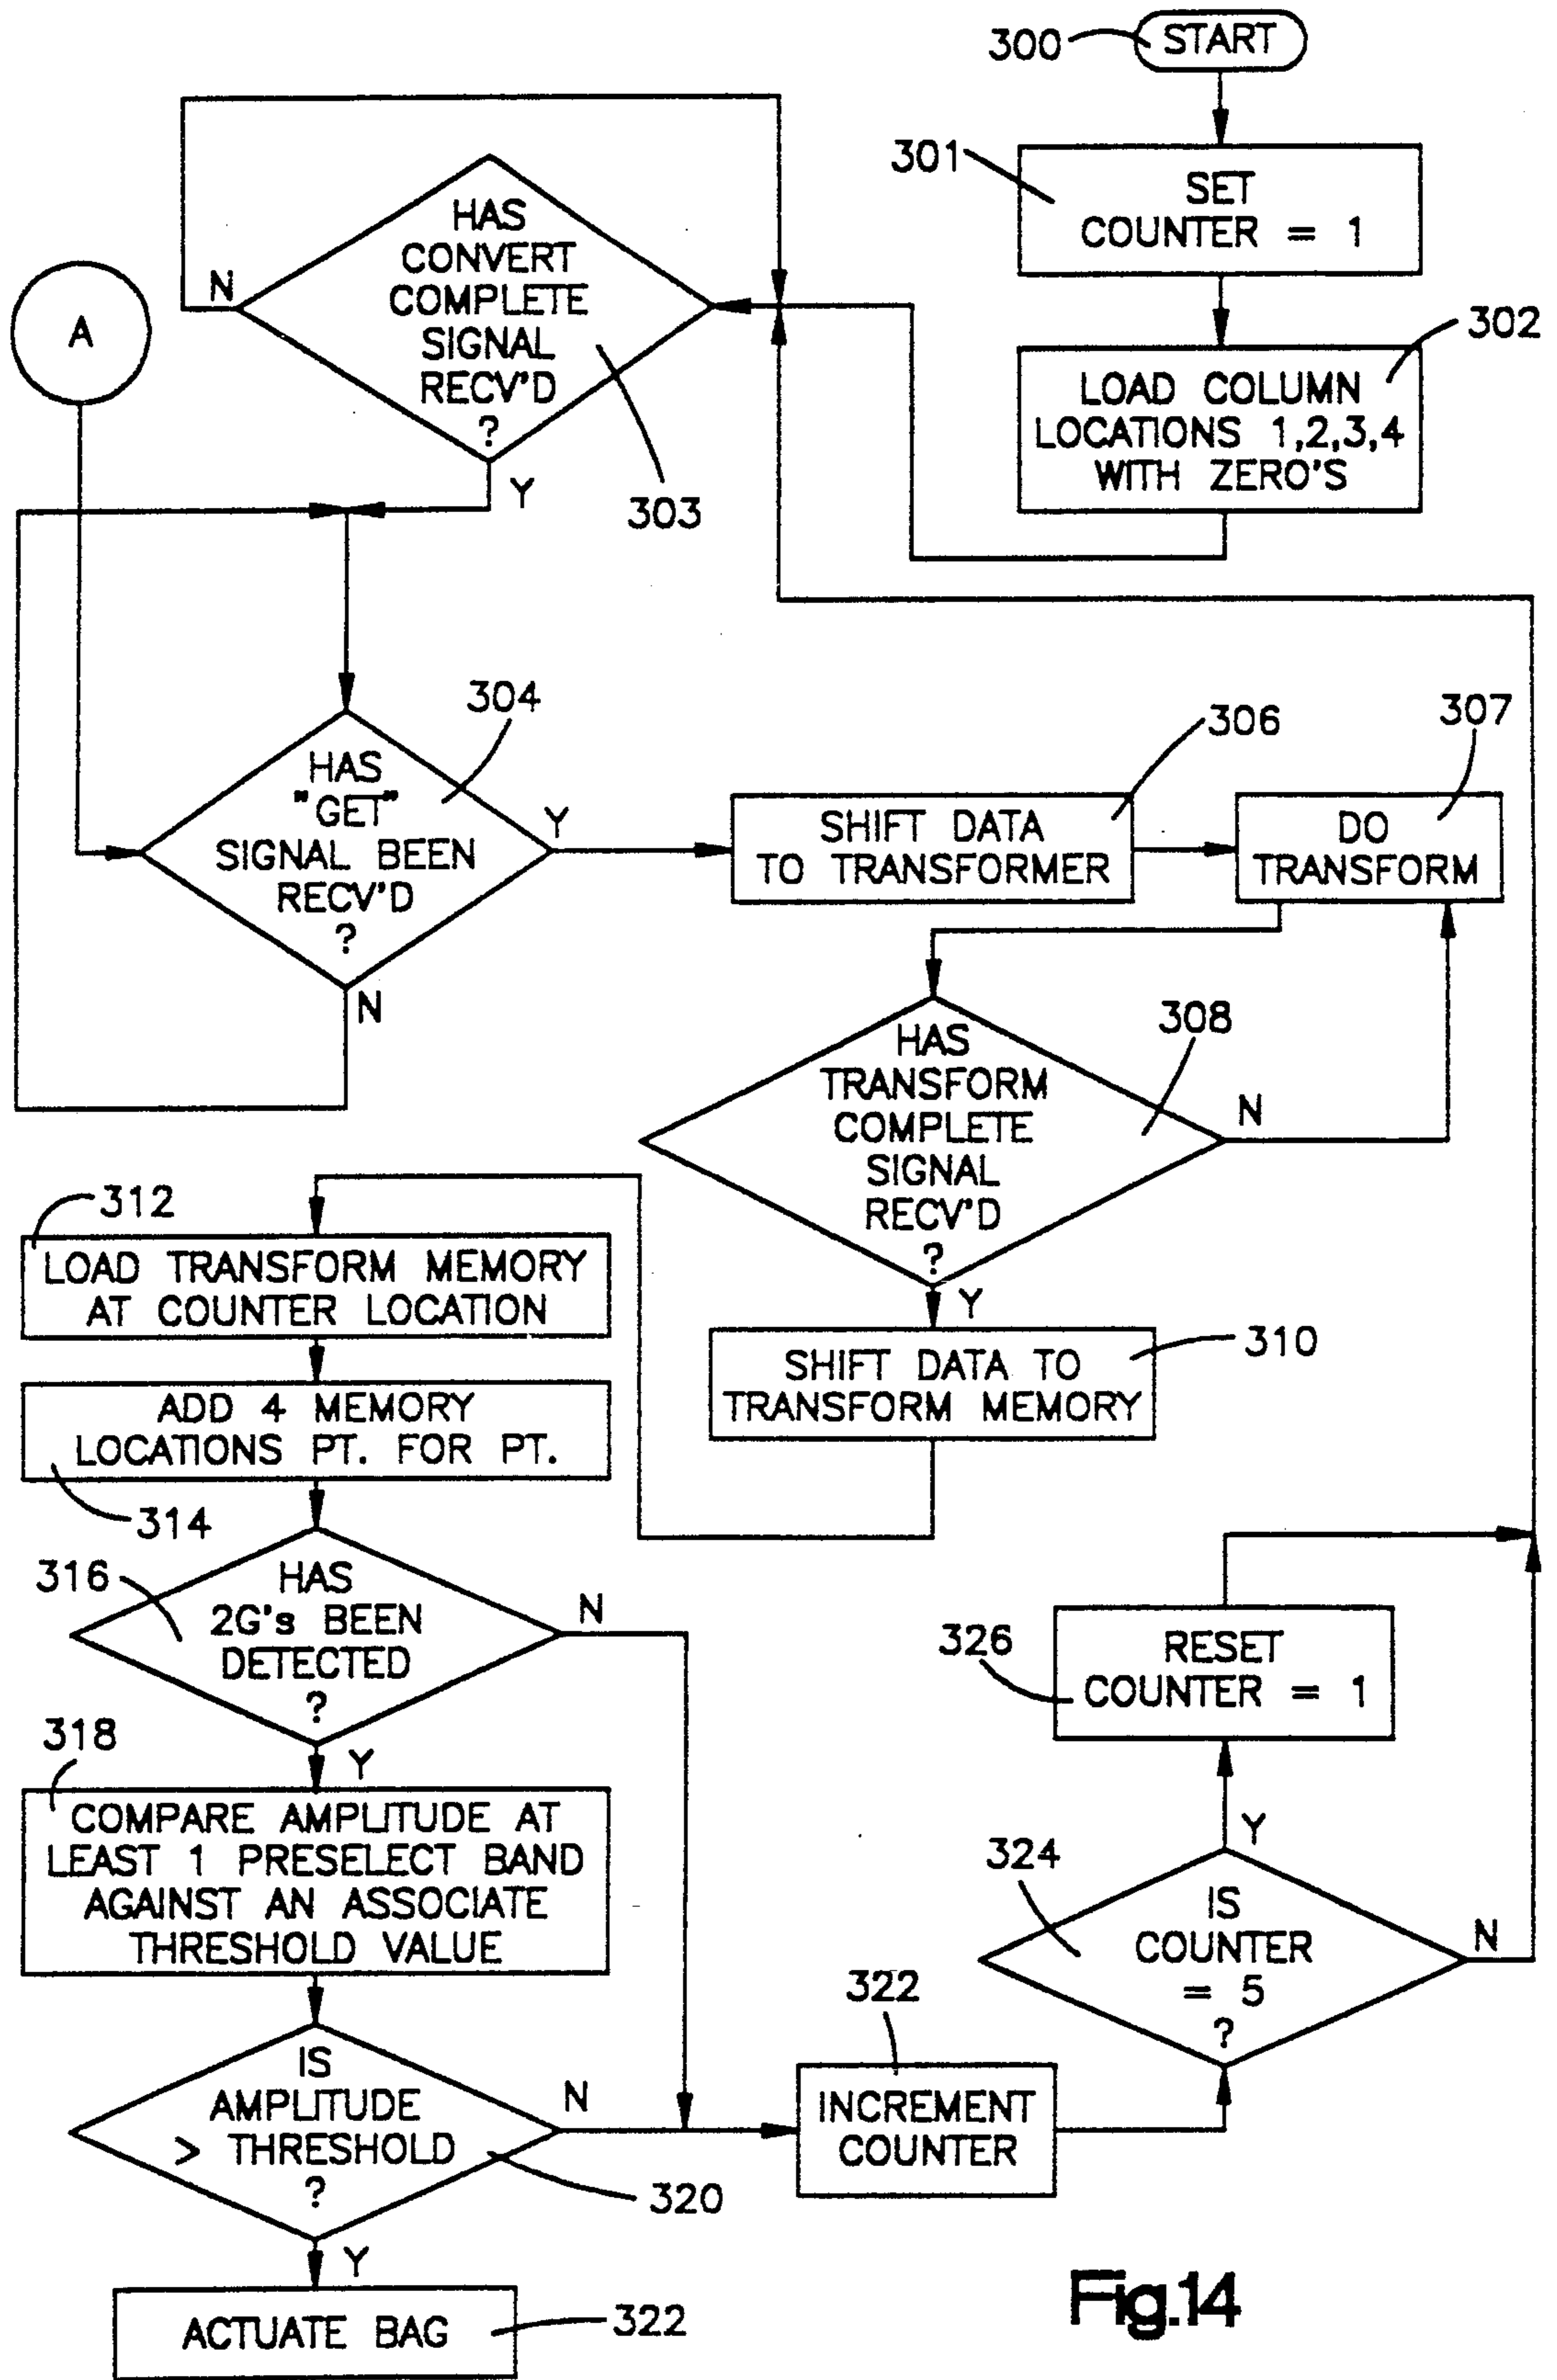 300
START
301
SET
COUNTER = 1
302
LOAD COLUMN
LOCATIONS 1,2,3,4
WITH ZERO'S
HAS
CONVERT
COMPLETE
SIGNAL
RECV'D
?
N
Y
303
A
304
HAS
"GET"
SIGNAL BEEN
RECV'D
?
Y
N
306
SHIFT DATA
TO TRANSFORMER
307
DO
TRANSFORM
308
HAS
TRANSFORM
COMPLETE
SIGNAL
RECV'D
?
N
Y
310
SHIFT DATA TO
TRANSFORM MEMORY
312
LOAD TRANSFORM MEMORY
AT COUNTER LOCATION
ADD 4 MEMORY
LOCATIONS PT. FOR PT.
314
316
HAS
2G's BEEN
DETECTED
?
N
Y
318
COMPARE AMPLITUDE AT
LEAST 1 PRESELECT BAND
AGAINST AN ASSOCIATE
THRESHOLD VALUE
IS
AMPLITUDE
> THRESHOLD
?
N
Y
320
ACTUATE BAG
322
322
INCREMENT
COUNTER
324
IS
COUNTER
= 5
?
Y
N
326
RESET
COUNTER = 1
Fig.14